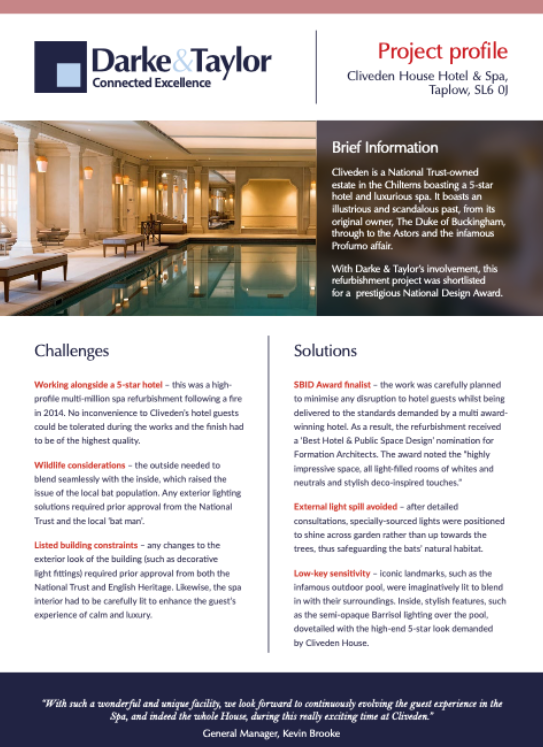 Darke&Taylor
Connected Excellence
Project profile
Cliveden House Hotel & Spa,
Taplow, SL6 0J
Brief Information
Cliveden is a National Trust-owned
estate in the Chilterns boasting a 5-star
hotel and luxurious spa. It boasts an
illustrious and scandalous past, from its
original owner, The Duke of Buckingham,
through to the Astors and the infamous
Profumo affair.
With Darke & Taylor's involvement, this
refurbishment project was shortlisted
for a prestigious National Design Award.
Challenges
Working alongside a 5-star hotel – this was a high-
profile multi-million spa refurbishment following a fire
in 2014. No inconvenience to Cliveden's hotel guests
could be tolerated during the works and the finish had
to be of the highest quality.
Wildlife considerations – the outside needed to
blend seamlessly with the inside, which raised the
issue of the local bat population. Any exterior lighting
solutions required prior approval from the National
Trust and the local 'bat man'.
Listed building constraints – any changes to the
exterior look of the building (such as decorative
light fittings) required prior approval from both the
National Trust and English Heritage. Likewise, the spa
interior had to be carefully lit to enhance the guest's
experience of calm and luxury.
Solutions
SBID Award finalist – the work was carefully planned
to minimise any disruption to hotel guests whilst being
delivered to the standards demanded by a multi award-
winning hotel. As a result, the refurbishment received
a 'Best Hotel & Public Space Design' nomination for
Formation Architects. The award noted the "highly
impressive space, all light-filled rooms of whites and
neutrals and stylish deco-inspired touches."
External light spill avoided – after detailed
consultations, specially-sourced lights were positioned
to shine across garden rather than up towards the
trees, thus safeguarding the bats' natural habitat.
Low-key sensitivity – iconic landmarks, such as the
infamous outdoor pool, were imaginatively lit to blend
in with their surroundings. Inside, stylish features, such
as the semi-opaque Barrisol lighting over the pool,
dovetailed with the high-end 5-star look demanded
by Cliveden House.
"With such a wonderful and unique facility, we look forward to continuously evolving the guest experience in the
Spa, and indeed the whole House, during this really exciting time at Cliveden."
General Manager, Kevin Brooke